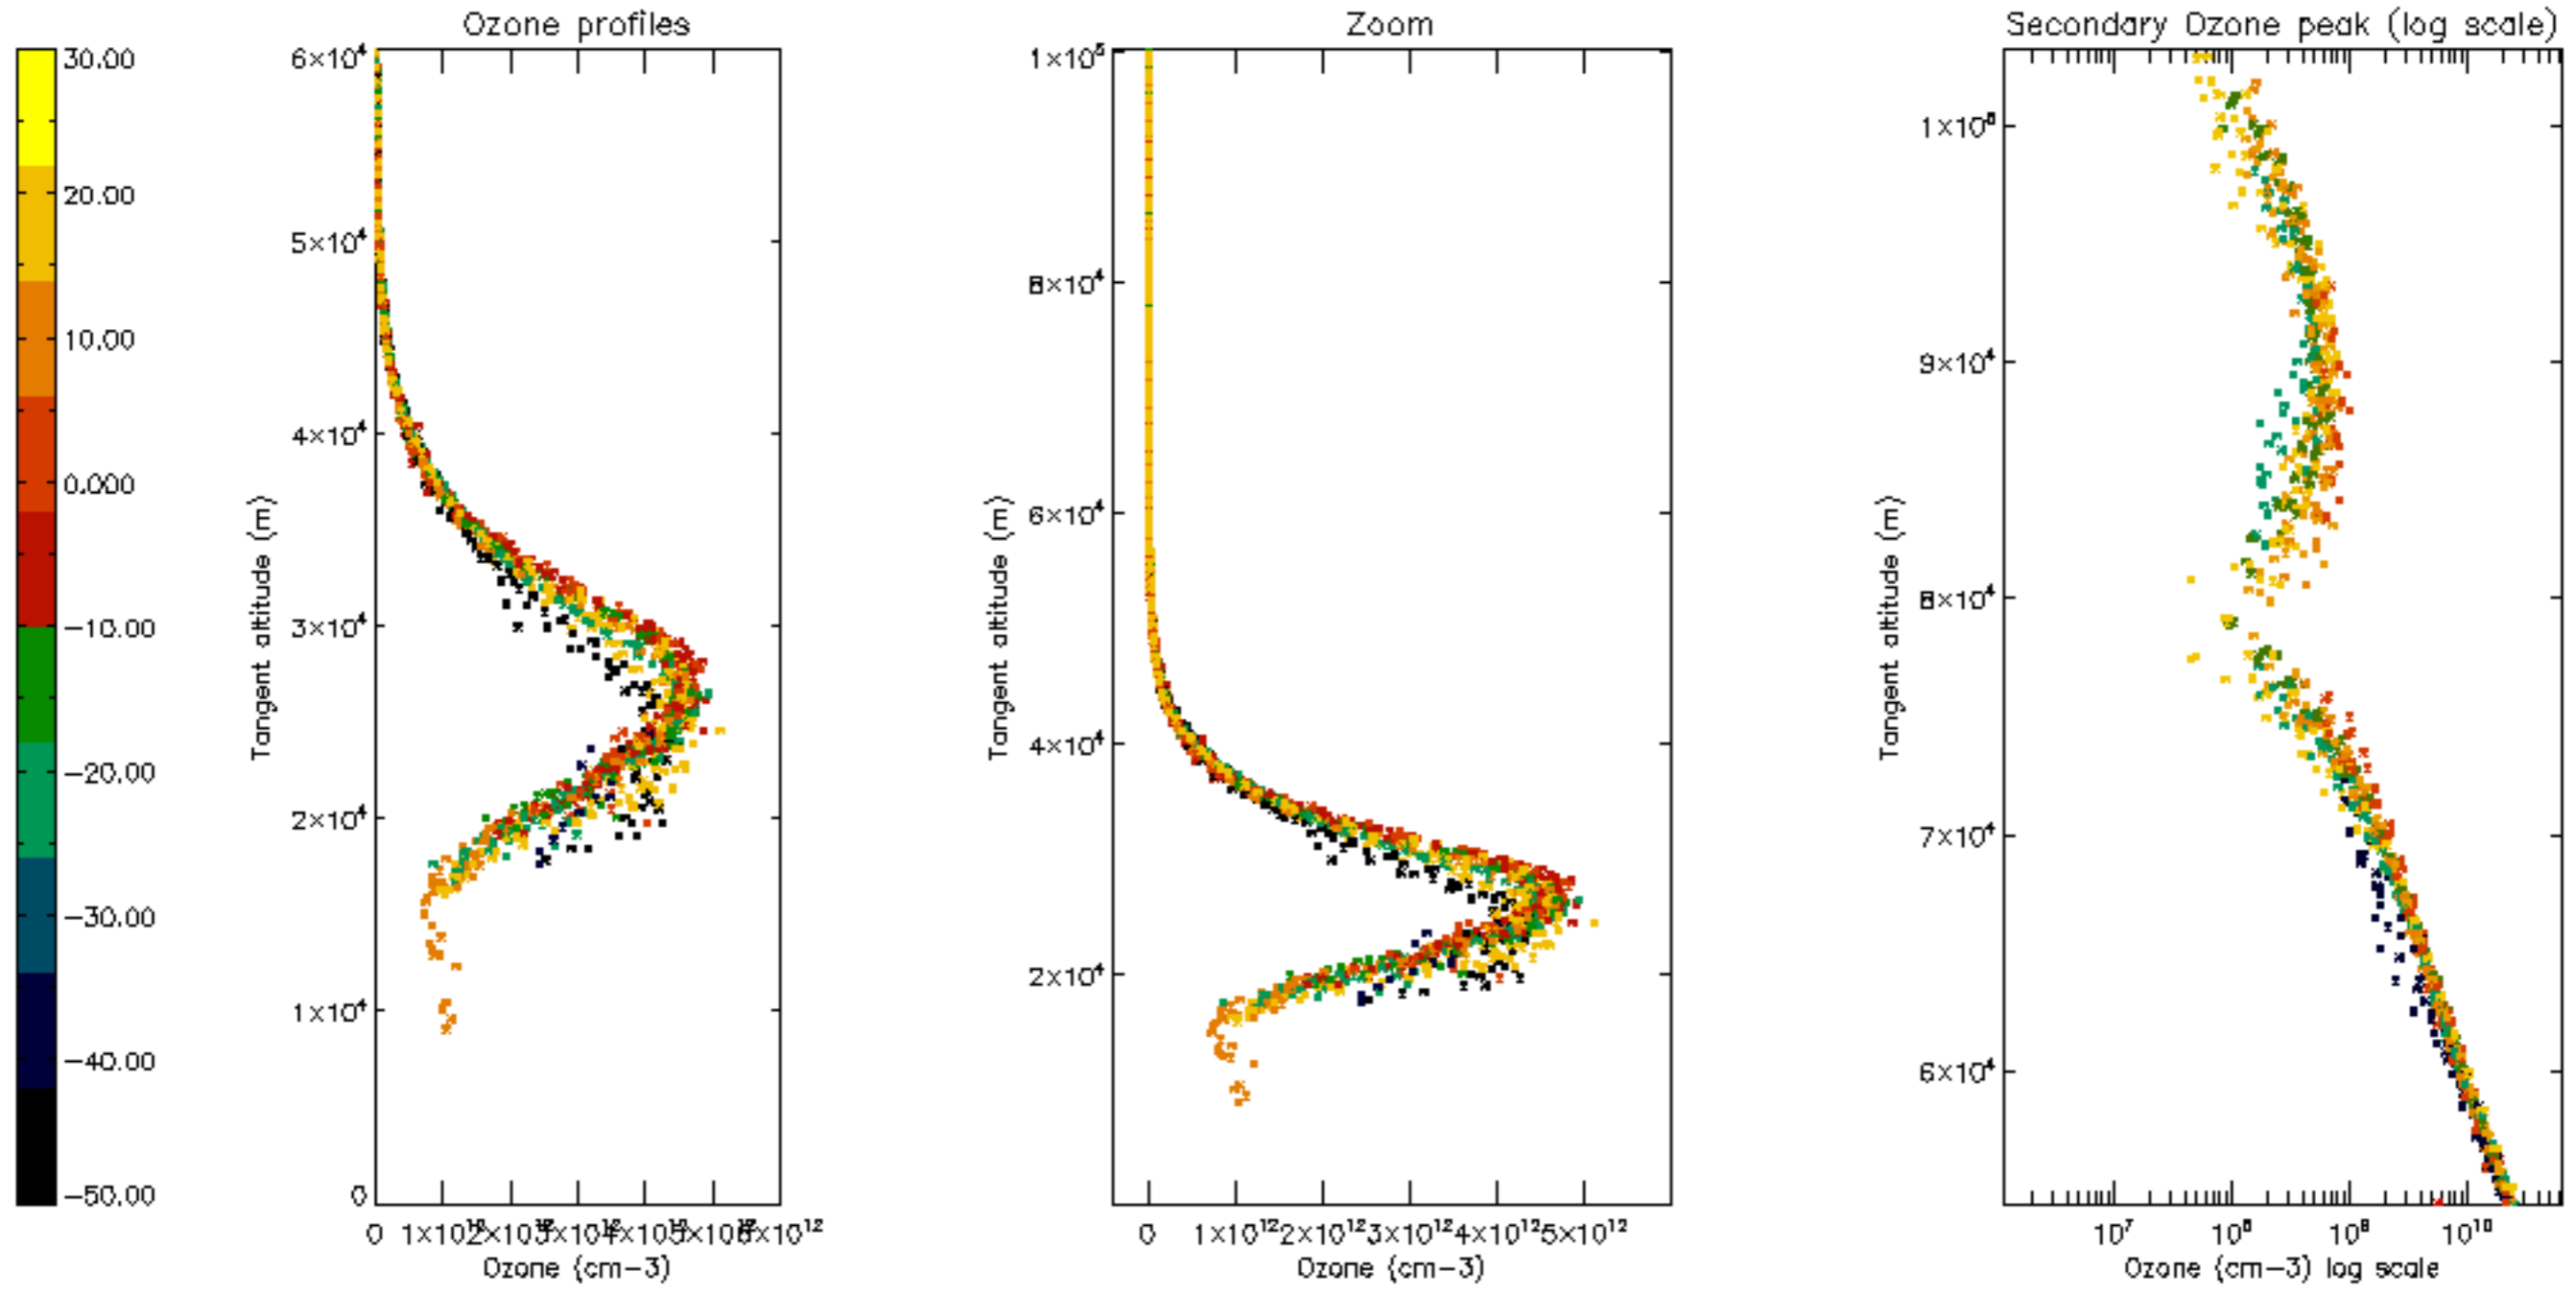 Ozone profiles
Zoom
Secondary Ozone peak (log scale)
30.00
20.00
10.00
0.000
−10.00
−20.00
−30.00
−40.00
−50.00
6×10⁴
5×10⁴
4×10⁴
3×10⁴
2×10⁴
1×10⁴
0
Tangent altitude (m)
0
6×10¹²
Ozone (cm−3)
1×10⁵
8×10⁴
6×10⁴
4×10⁴
2×10⁴
Tangent altitude (m)
0 1×10¹² 2×10¹² 3×10¹² 4×10¹² 5×10¹²
Ozone (cm−3)
1×10⁵
9×10⁴
8×10⁴
7×10⁴
6×10⁴
Tangent altitude (m)
10⁷ 10⁸ 10⁹ 10¹⁰
Ozone (cm−3) log scale